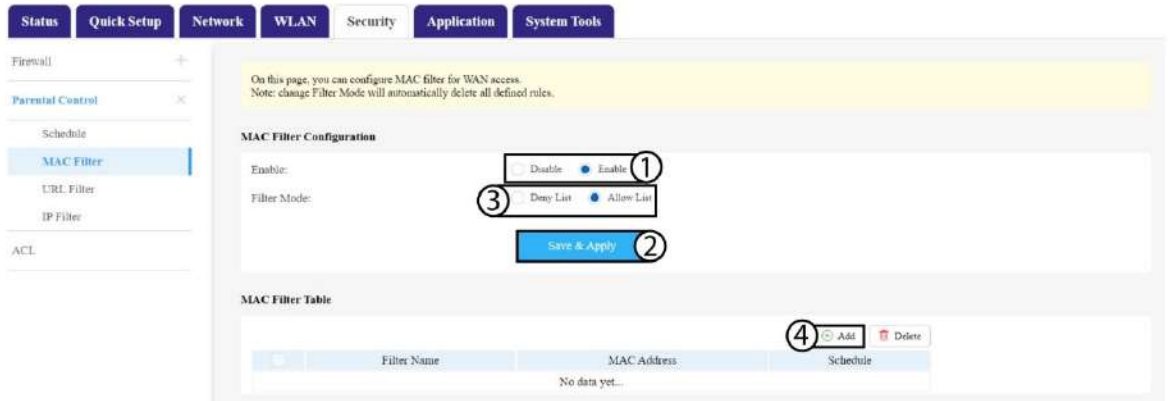 Status Quick Setup Network WLAN Security Application System Tools
Firewall
Parental Control
Schedule
MAC Filter
URL Filter
IP Filter
ACL
On this page, you can configure MAC filter for WAN access.
Note: change Filter Mode will automatically delete all defined rules.
MAC Filter Configuration
Enable: Disable Enable 1
Filter Mode: 3 Deny List Allow List
Save & Apply 2
MAC Filter Table
4 Add Delete
Filter Name MAC Address Schedule
No data yet...